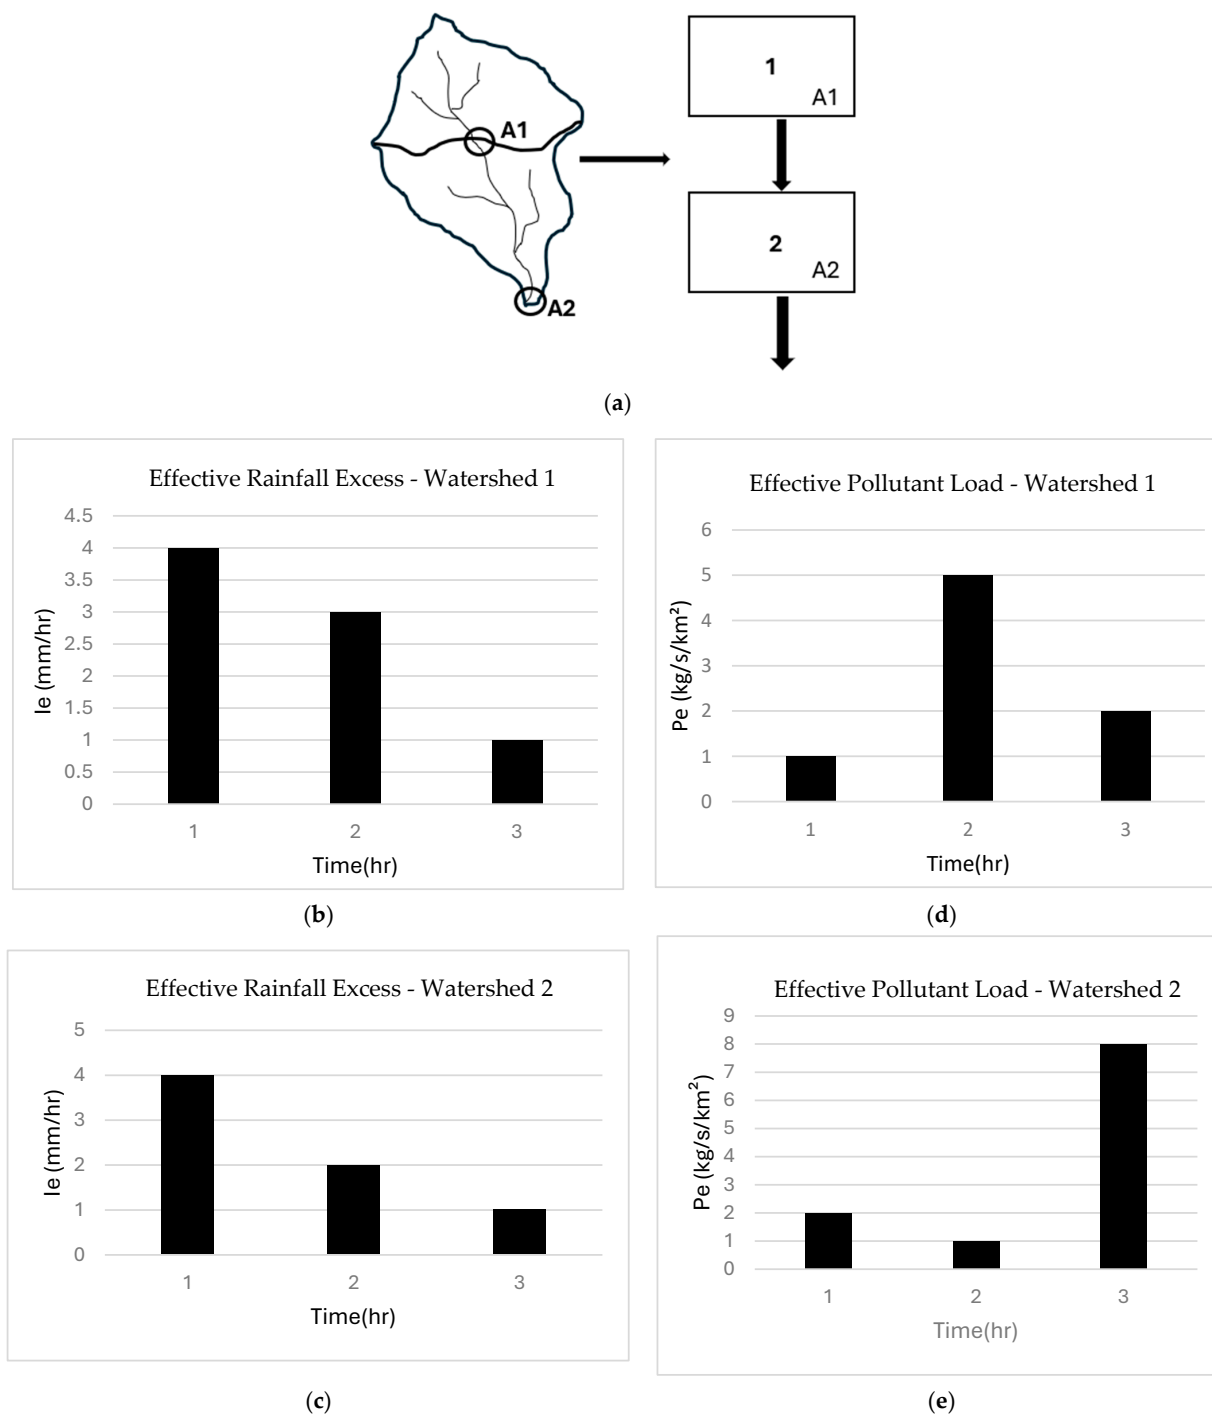 1
A1
A1
2
A2
A2
(a)
Effective Rainfall Excess - Watershed 1
4.5
4
3.5
3
2.5
2
1.5
1
0.5
0
Ie (mm/hr)
1 2 3
Time(hr)
(b)
Effective Pollutant Load - Watershed 1
6
5
4
3
2
1
0
Pe (kg/s/km²)
1 2 3
Time(hr)
(d)
Effective Rainfall Excess - Watershed 2
5
4
3
2
1
0
Ie (mm/hr)
1 2 3
Time(hr)
(c)
Effective Pollutant Load - Watershed 2
9
8
7
6
5
4
3
2
1
0
Pe (kg/s/km²)
1 2 3
Time(hr)
(e)